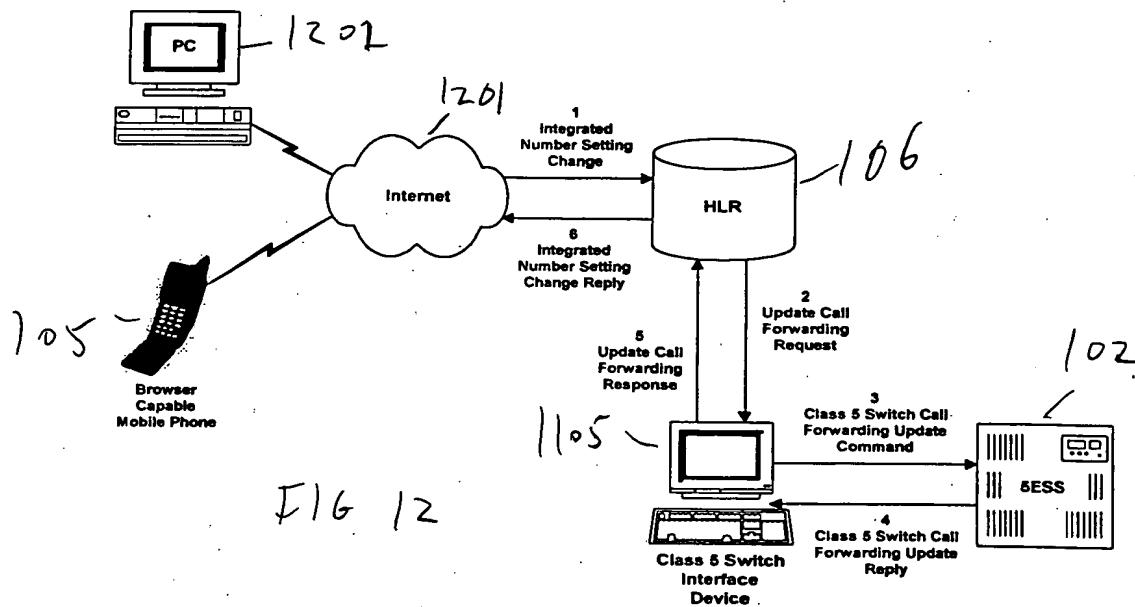 PC
1202
1201
Internet
1
Integrated
Number Setting
Change
6
Integrated
Number Setting
Change Reply
HLR
106
105
Browser
Capable
Mobile Phone
5
Update Call
Forwarding
Response
2
Update Call
Forwarding
Request
102
1105
3
Class 5 Switch Call
Forwarding Update
Command
5ESS
4
Class 5 Switch Call
Forwarding Update
Reply
Class 5 Switch
Interface
Device
FIG 12